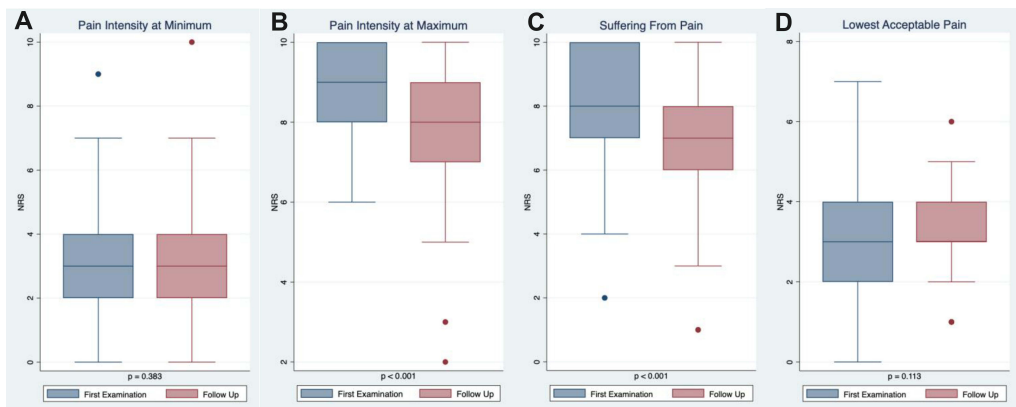 A
Pain Intensity at Minimum
NRS
10
8
6
4
2
0
p = 0.383
First Examination
Follow Up
B
Pain Intensity at Maximum
NRS
10
8
6
4
2
p < 0.001
First Examination
Follow Up
C
Suffering From Pain
NRS
10
8
6
4
2
0
p < 0.001
First Examination
Follow Up
D
Lowest Acceptable Pain
NRS
8
6
4
2
0
p = 0.113
First Examination
Follow Up